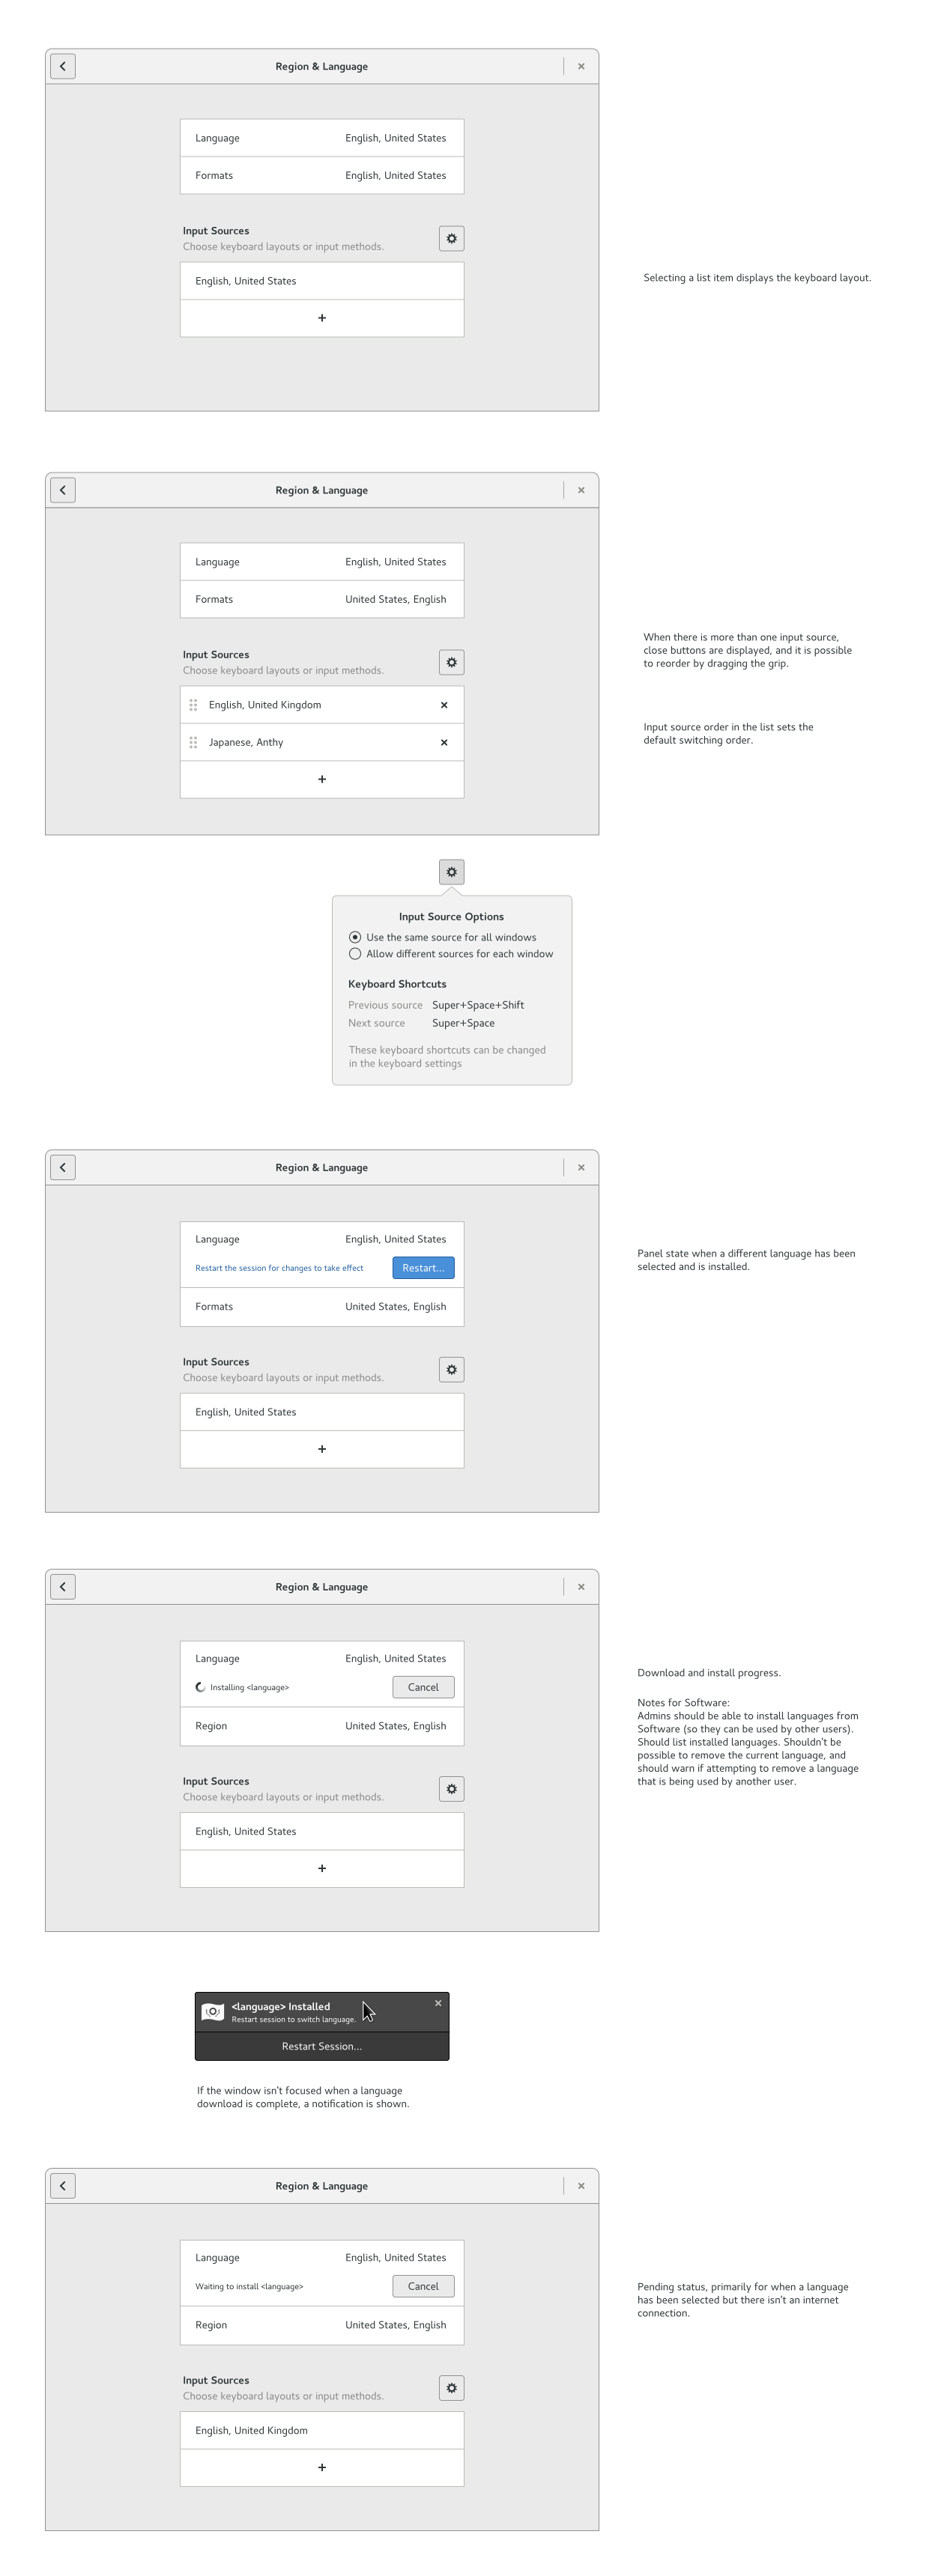 Region & Language
Language English, United States
Formats English, United States
Input Sources
Choose keyboard layouts or input methods.
English, United States
+
Selecting a list item displays the keyboard layout.
Region & Language
Language English, United States
Formats United States, English
Input Sources
Choose keyboard layouts or input methods.
English, United Kingdom
Japanese, Anthy
+
When there is more than one input source,
close buttons are displayed, and it is possible
to reorder by dragging the grip.
Input source order in the list sets the
default switching order.
Input Source Options
Use the same source for all windows
Allow different sources for each window
Keyboard Shortcuts
Previous source Super+Space+Shift
Next source Super+Space
These keyboard shortcuts can be changed
in the keyboard settings
Region & Language
Language English, United States
Restart the session for changes to take effect Restart...
Formats United States, English
Input Sources
Choose keyboard layouts or input methods.
English, United States
+
Panel state when a different language has been
selected and is installed.
Region & Language
Language English, United States
Installing <language> Cancel
Region United States, English
Input Sources
Choose keyboard layouts or input methods.
English, United States
+
Download and install progress.
Notes for Software:
Admins should be able to install languages from
Software (so they can be used by other users).
Should list installed languages. Shouldn't be
possible to remove the current language, and
should warn if attempting to remove a language
that is being used by another user.
<language> Installed
Restart session to switch language.
Restart Session...
If the window isn't focused when a language
download is complete, a notification is shown.
Region & Language
Language English, United States
Waiting to install <language> Cancel
Region United States, English
Input Sources
Choose keyboard layouts or input methods.
English, United Kingdom
+
Pending status, primarily for when a language
has been selected but there isn't an internet
connection.